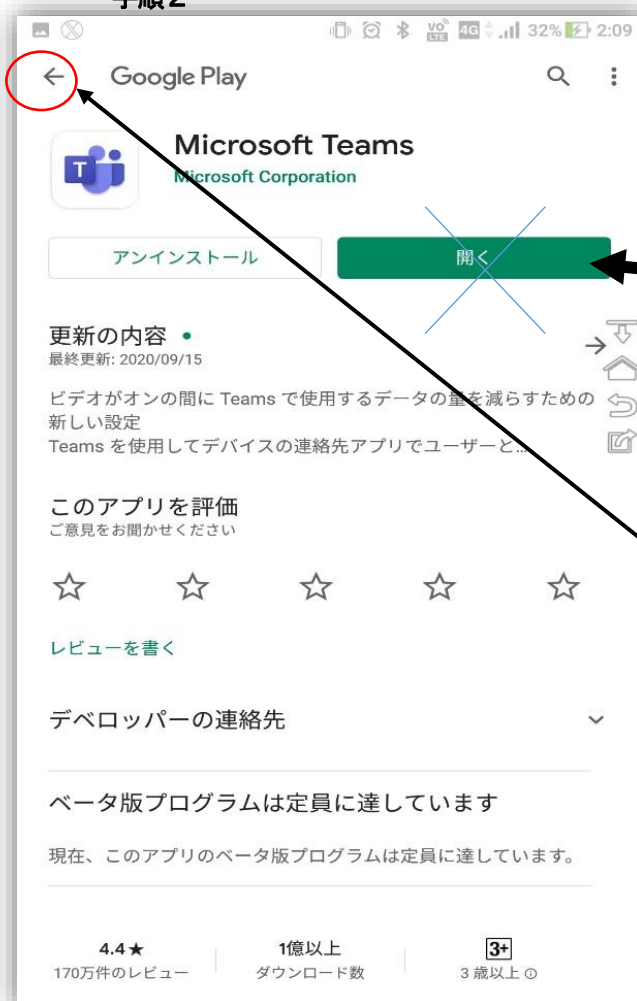 手順2
VO LTE 4G 32% 2:09
Google Play
Microsoft Teams
Microsoft Corporation
T
アンインストール
開く
更新の内容 •
最終更新: 2020/09/15
ビデオがオンの間に Teams で使用するデータの量を減らすための
新しい設定
Teams を使用してデバイスの連絡先アプリでユーザーと...
このアプリを評価
ご意見をお聞かせください
レビューを書く
デベロッパーの連絡先
ベータ版プログラムは定員に達しています
現在、このアプリのベータ版プログラムは定員に達しています。
4.4★ 1億以上 3+
170万件のレビュー ダウンロード数 3 歳以上